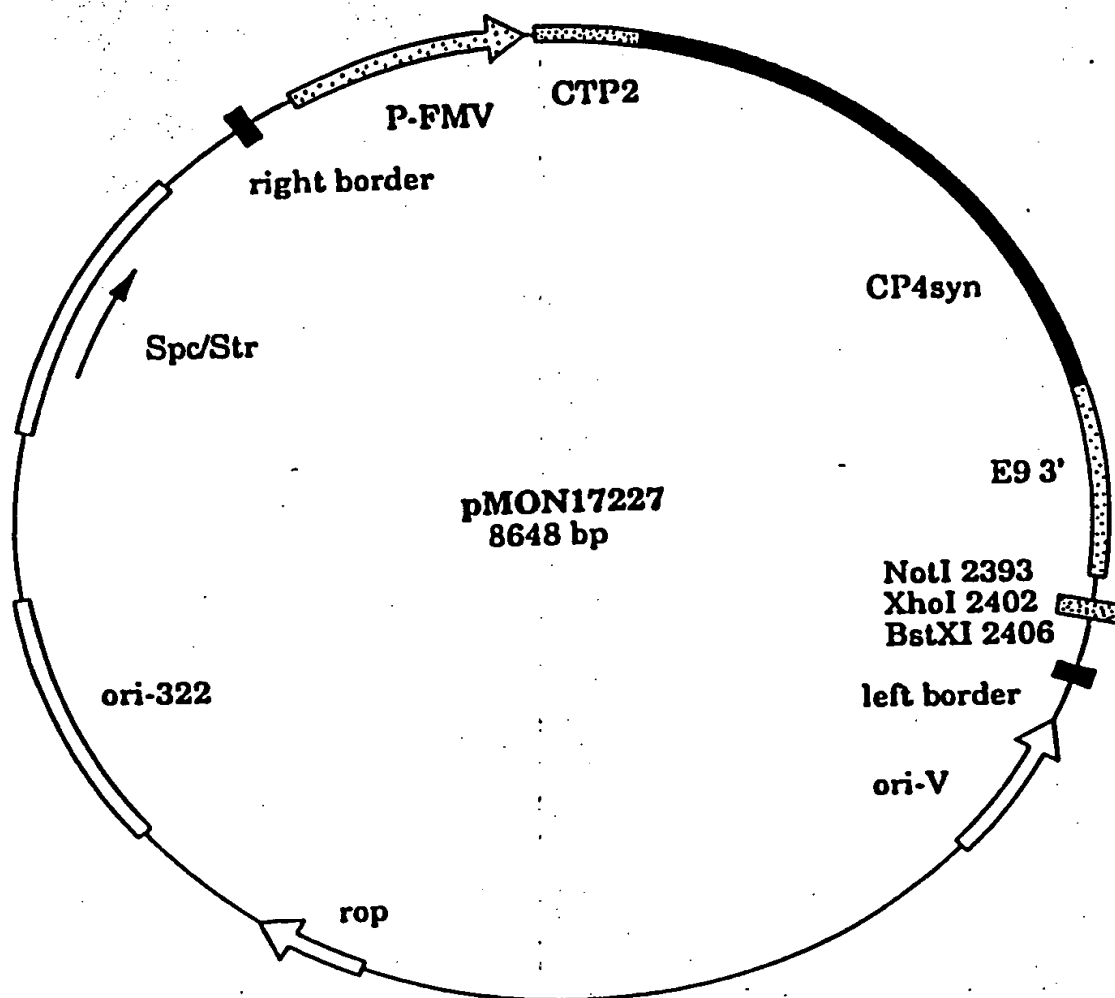 P-FMV
CTP2
right border
CP4syn
Spc/Str
E9 3'
pMON17227
8648 bp
NotI 2393
XhoI 2402
BstXI 2406
left border
ori-322
ori-V
rop